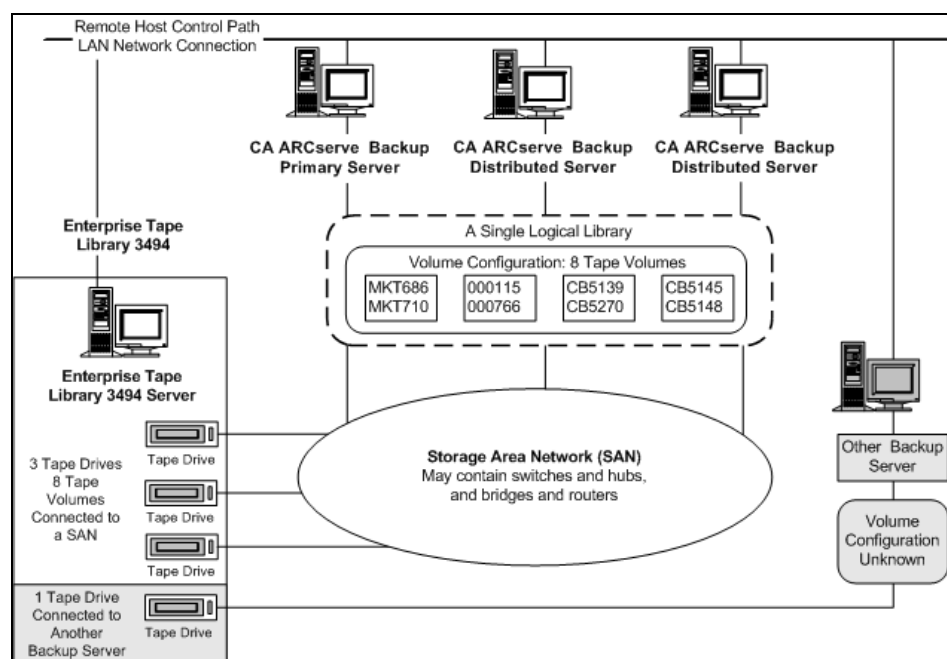 Remote Host Control Path
LAN Network Connection
CA ARCserve Backup
Primary Server
CA ARCserve Backup
Distributed Server
CA ARCserve Backup
Distributed Server
Enterprise Tape
Library 3494
A Single Logical Library
Volume Configuration: 8 Tape Volumes
MKT686
MKT710
000115
000766
CB5139
CB5270
CB5145
CB5148
Enterprise Tape
Library 3494 Server
3 Tape Drives
8 Tape
Volumes
Connected to
a SAN
Tape Drive
Tape Drive
Tape Drive
Storage Area Network (SAN)
May contain switches and hubs,
and bridges and routers
Other Backup
Server
Volume
Configuration
Unknown
1 Tape Drive
Connected to
Another
Backup Server
Tape Drive